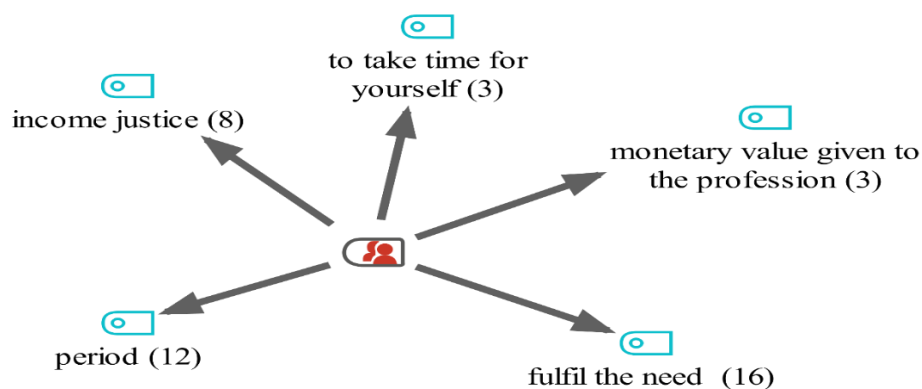 to take time for
yourself (3)
income justice (8)
monetary value given to
the profession (3)
period (12)
fulfil the need (16)